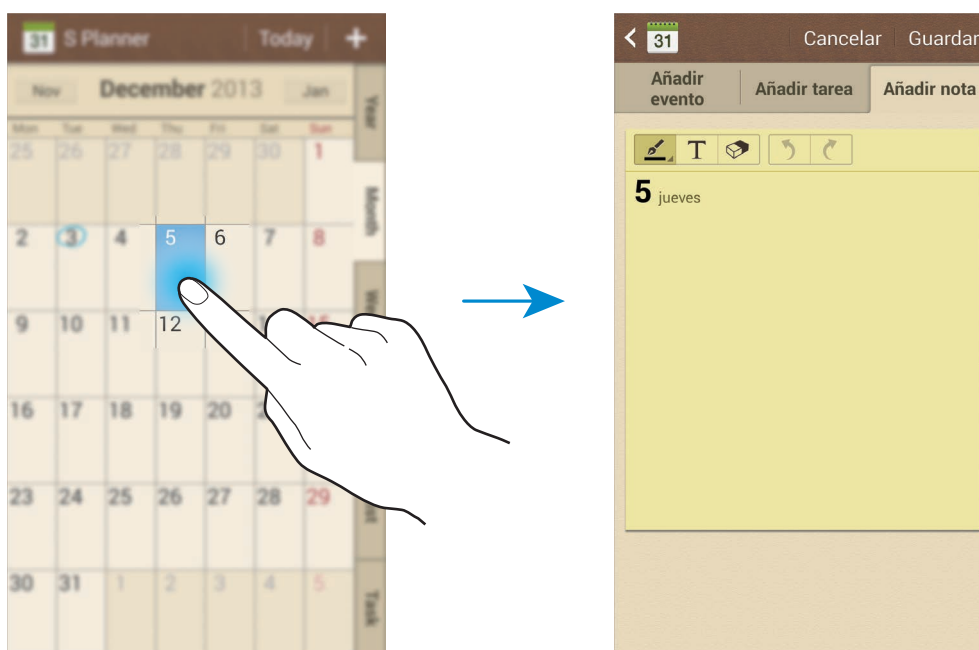 31 S Planner Today +
Nov December 2013 Jan
Mon Tue Wed Thu Fri Sat Sun
25 26 27 28 29 30 1
2 3 4 5 6 7 8
9 10 11 12
16 17 18 19 20
23 24 25 26 27 28 29
30 31 1 2 3 4 5
Year
Month
Task
31 Cancelar Guardar
Añadir evento Añadir tarea Añadir nota
T
5 jueves